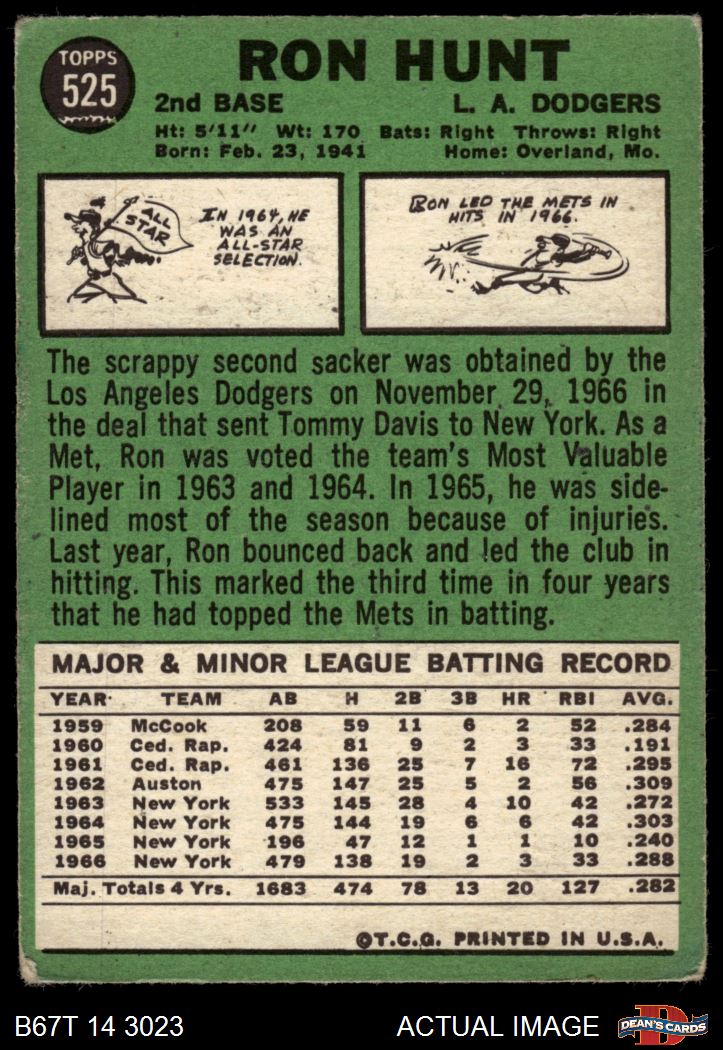 TOPPS
525
RON HUNT
2nd BASE L. A. DODGERS
Ht: 5'11" Wt: 170 Bats: Right Throws: Right
Born: Feb. 23, 1941 Home: Overland, Mo.
ALL
STAR
IN 1964, HE
WAS AN
ALL-STAR
SELECTION.
RON LED THE METS IN
HITS IN 1966.
The scrappy second sacker was obtained by the
Los Angeles Dodgers on November 29, 1966 in
the deal that sent Tommy Davis to New York. As a
Met, Ron was voted the team's Most Valuable
Player in 1963 and 1964. In 1965, he was side-
lined most of the season because of injuries.
Last year, Ron bounced back and led the club in
hitting. This marked the third time in four years
that he had topped the Mets in batting.
MAJOR & MINOR LEAGUE BATTING RECORD
YEAR TEAM AB H 2B 3B HR RBI AVG.
1959 McCook 208 59 11 6 2 52 .284
1960 Ced. Rap. 424 81 9 2 3 33 .191
1961 Ced. Rap. 461 136 25 7 16 72 .295
1962 Auston 475 147 25 5 2 56 .309
1963 New York 533 145 28 4 10 42 .272
1964 New York 475 144 19 6 6 42 .303
1965 New York 196 47 12 1 1 10 .240
1966 New York 479 138 19 2 3 33 .288
Maj. Totals 4 Yrs. 1683 474 78 13 20 127 .282
©T.C.G. PRINTED IN U.S.A.
B67T 14 3023 ACTUAL IMAGE D DEAN'S CARDS